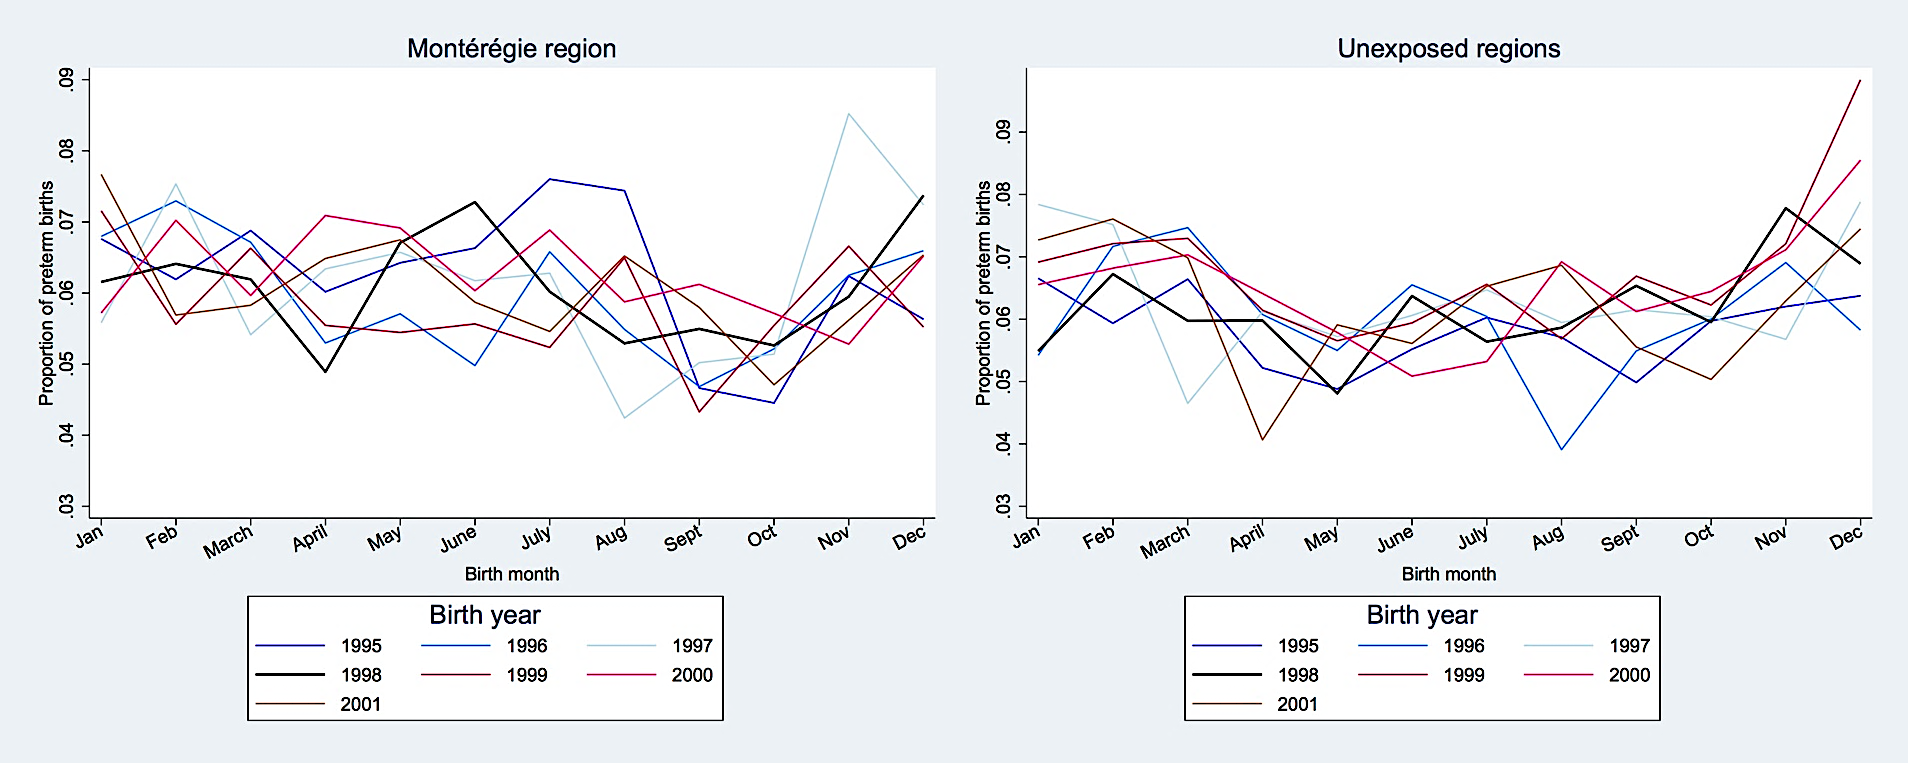 Montérégie region
Proportion of preterm births
.09
.08
.07
.06
.05
.04
.03
Jan Feb March April May June July Aug Sept Oct Nov Dec
Birth month
Birth year
1995 1996 1997
1998 1999 2000
2001
Unexposed regions
Proportion of preterm births
.09
.08
.07
.06
.05
.04
.03
Jan Feb March April May June July Aug Sept Oct Nov Dec
Birth month
Birth year
1995 1996 1997
1998 1999 2000
2001